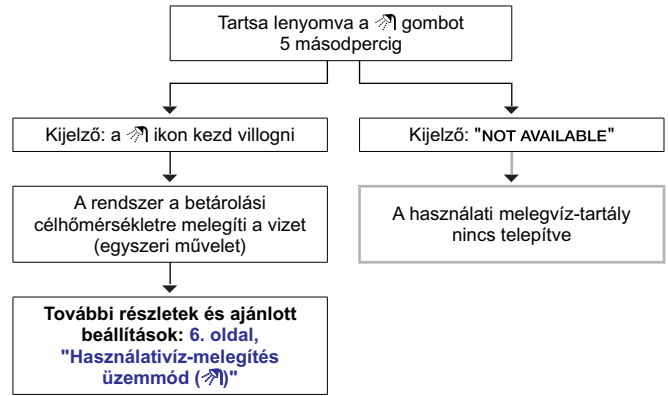 Tartsa lenyomva a gombot
5 másodpercig
Kijelző: a ikon kezd villogni
Kijelző: "NOT AVAILABLE"
A rendszer a betárolási
célhőmérsékletre melegíti a vizet
(egyszeri művelet)
A használati melegvíz-tartály
nincs telepítve
További részletek és ajánlott
beállítások: 6. oldal,
"Használativíz-melegítés
üzemmód ()"